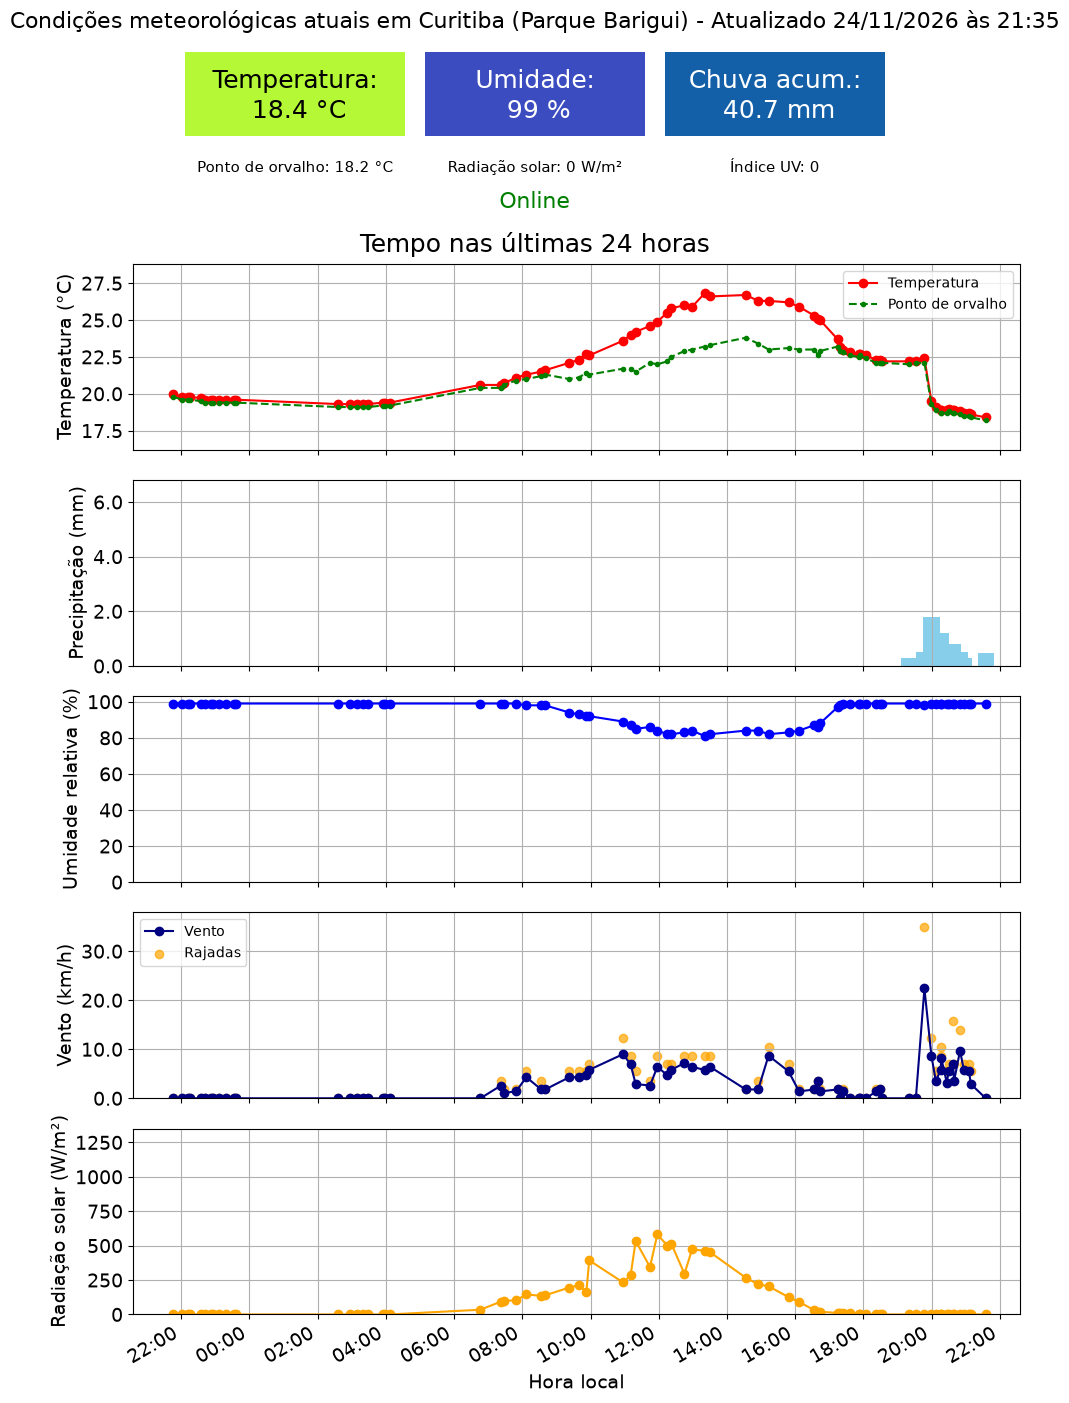 Condições meteorológicas atuais em Curitiba (Parque Barigui) - Atualizado 24/11/2026 às 21:35
Temperatura:
18.4 °C
Umidade:
99 %
Chuva acum.:
40.7 mm
Ponto de orvalho: 18.2 °C
Radiação solar: 0 W/m²
Índice UV: 0
Online
Tempo nas últimas 24 horas
Temperatura (°C)
27.5
25.0
22.5
20.0
17.5
Temperatura
Ponto de orvalho
Precipitação (mm)
6.0
4.0
2.0
0.0
Umidade relativa (%)
100
80
60
40
20
0
Vento (km/h)
30.0
20.0
10.0
0.0
Vento
Rajadas
Radiação solar (W/m²)
1250
1000
750
500
250
0
22:00
00:00
02:00
04:00
06:00
08:00
10:00
12:00
14:00
16:00
18:00
20:00
22:00
Hora local